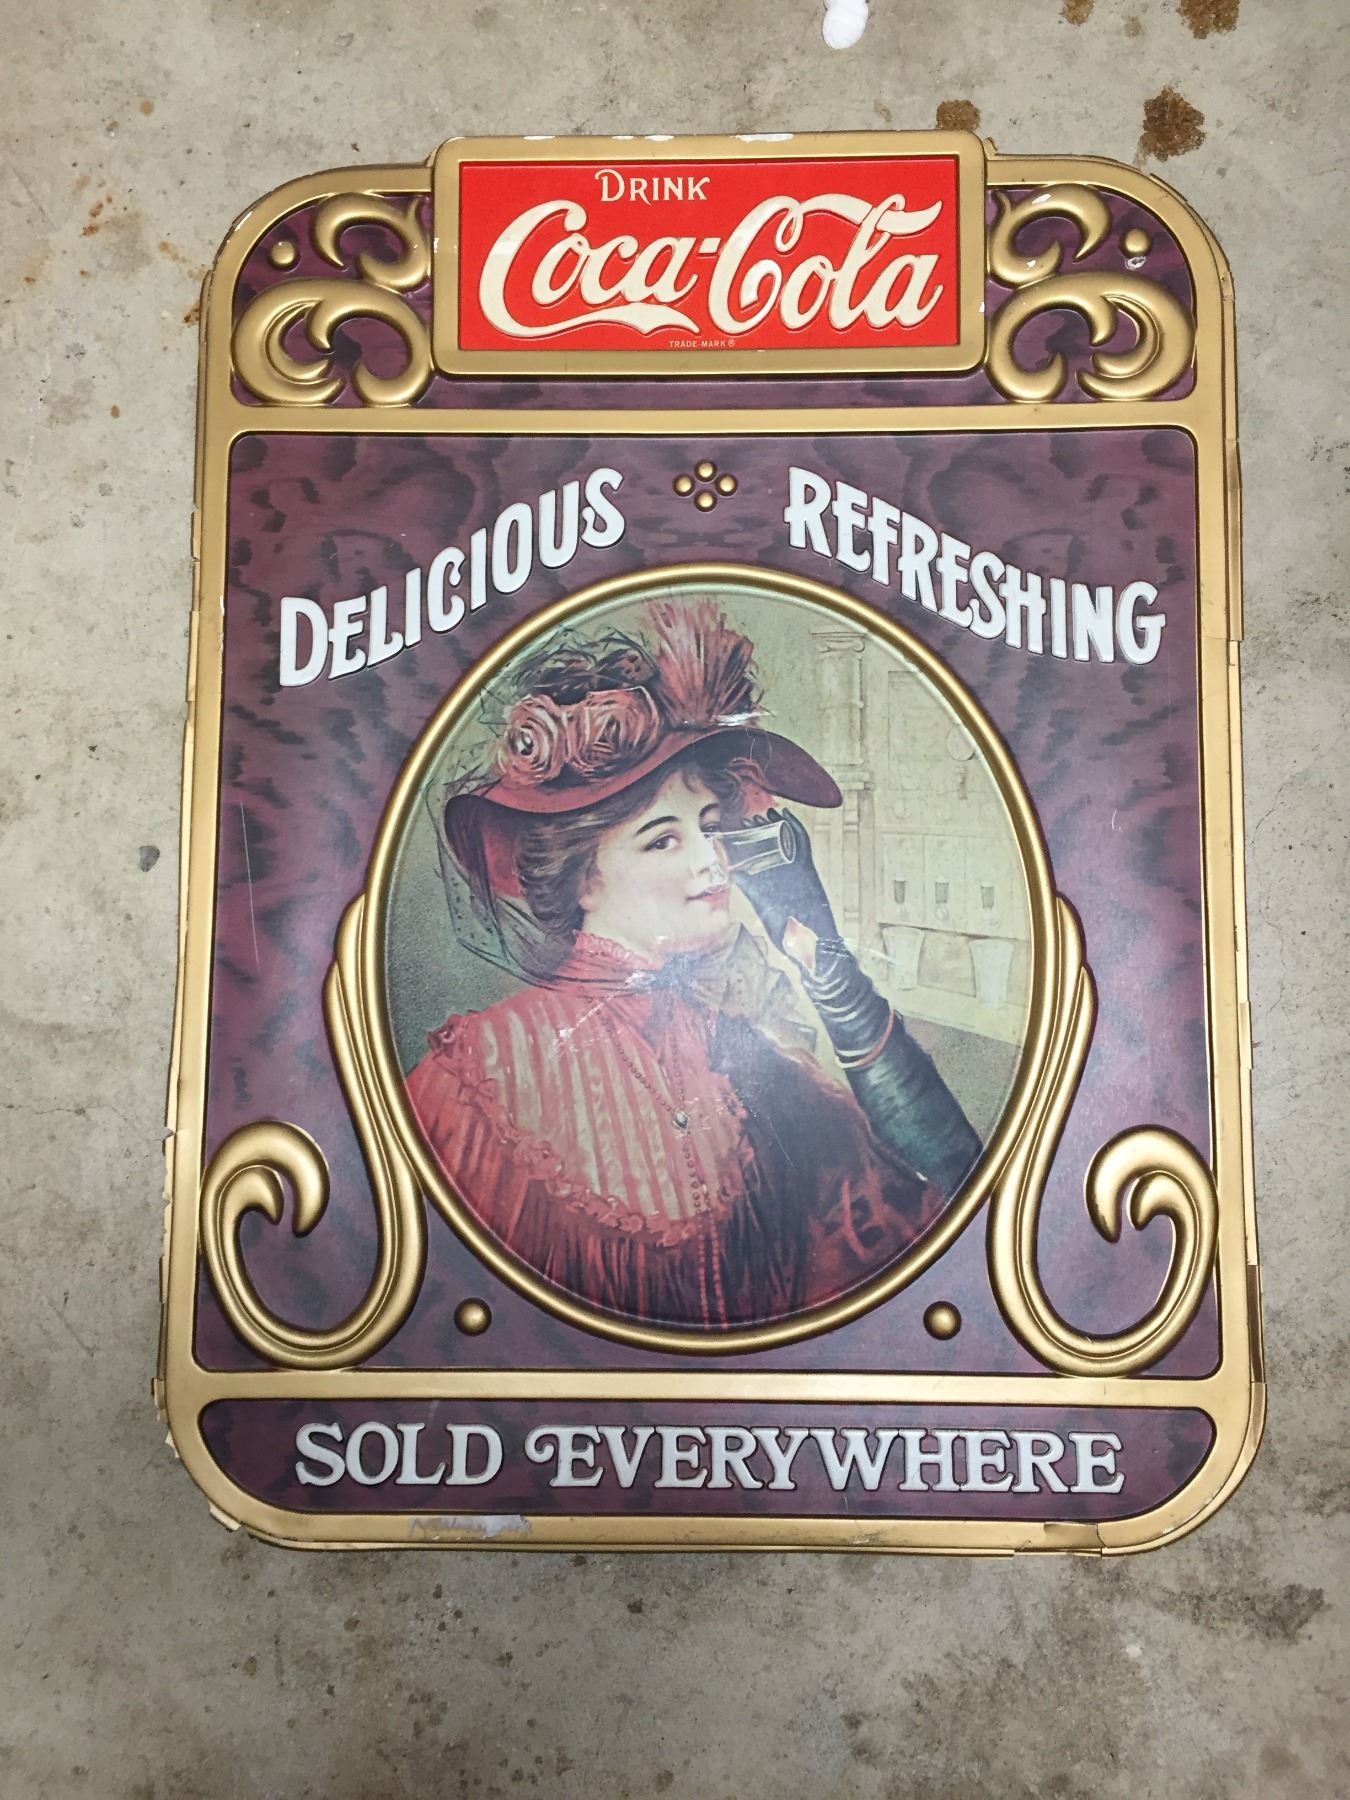 DRINK
Coca-Cola
TRADE-MARK ®
DELICIOUS
REFRESHING
SOLD EVERYWHERE